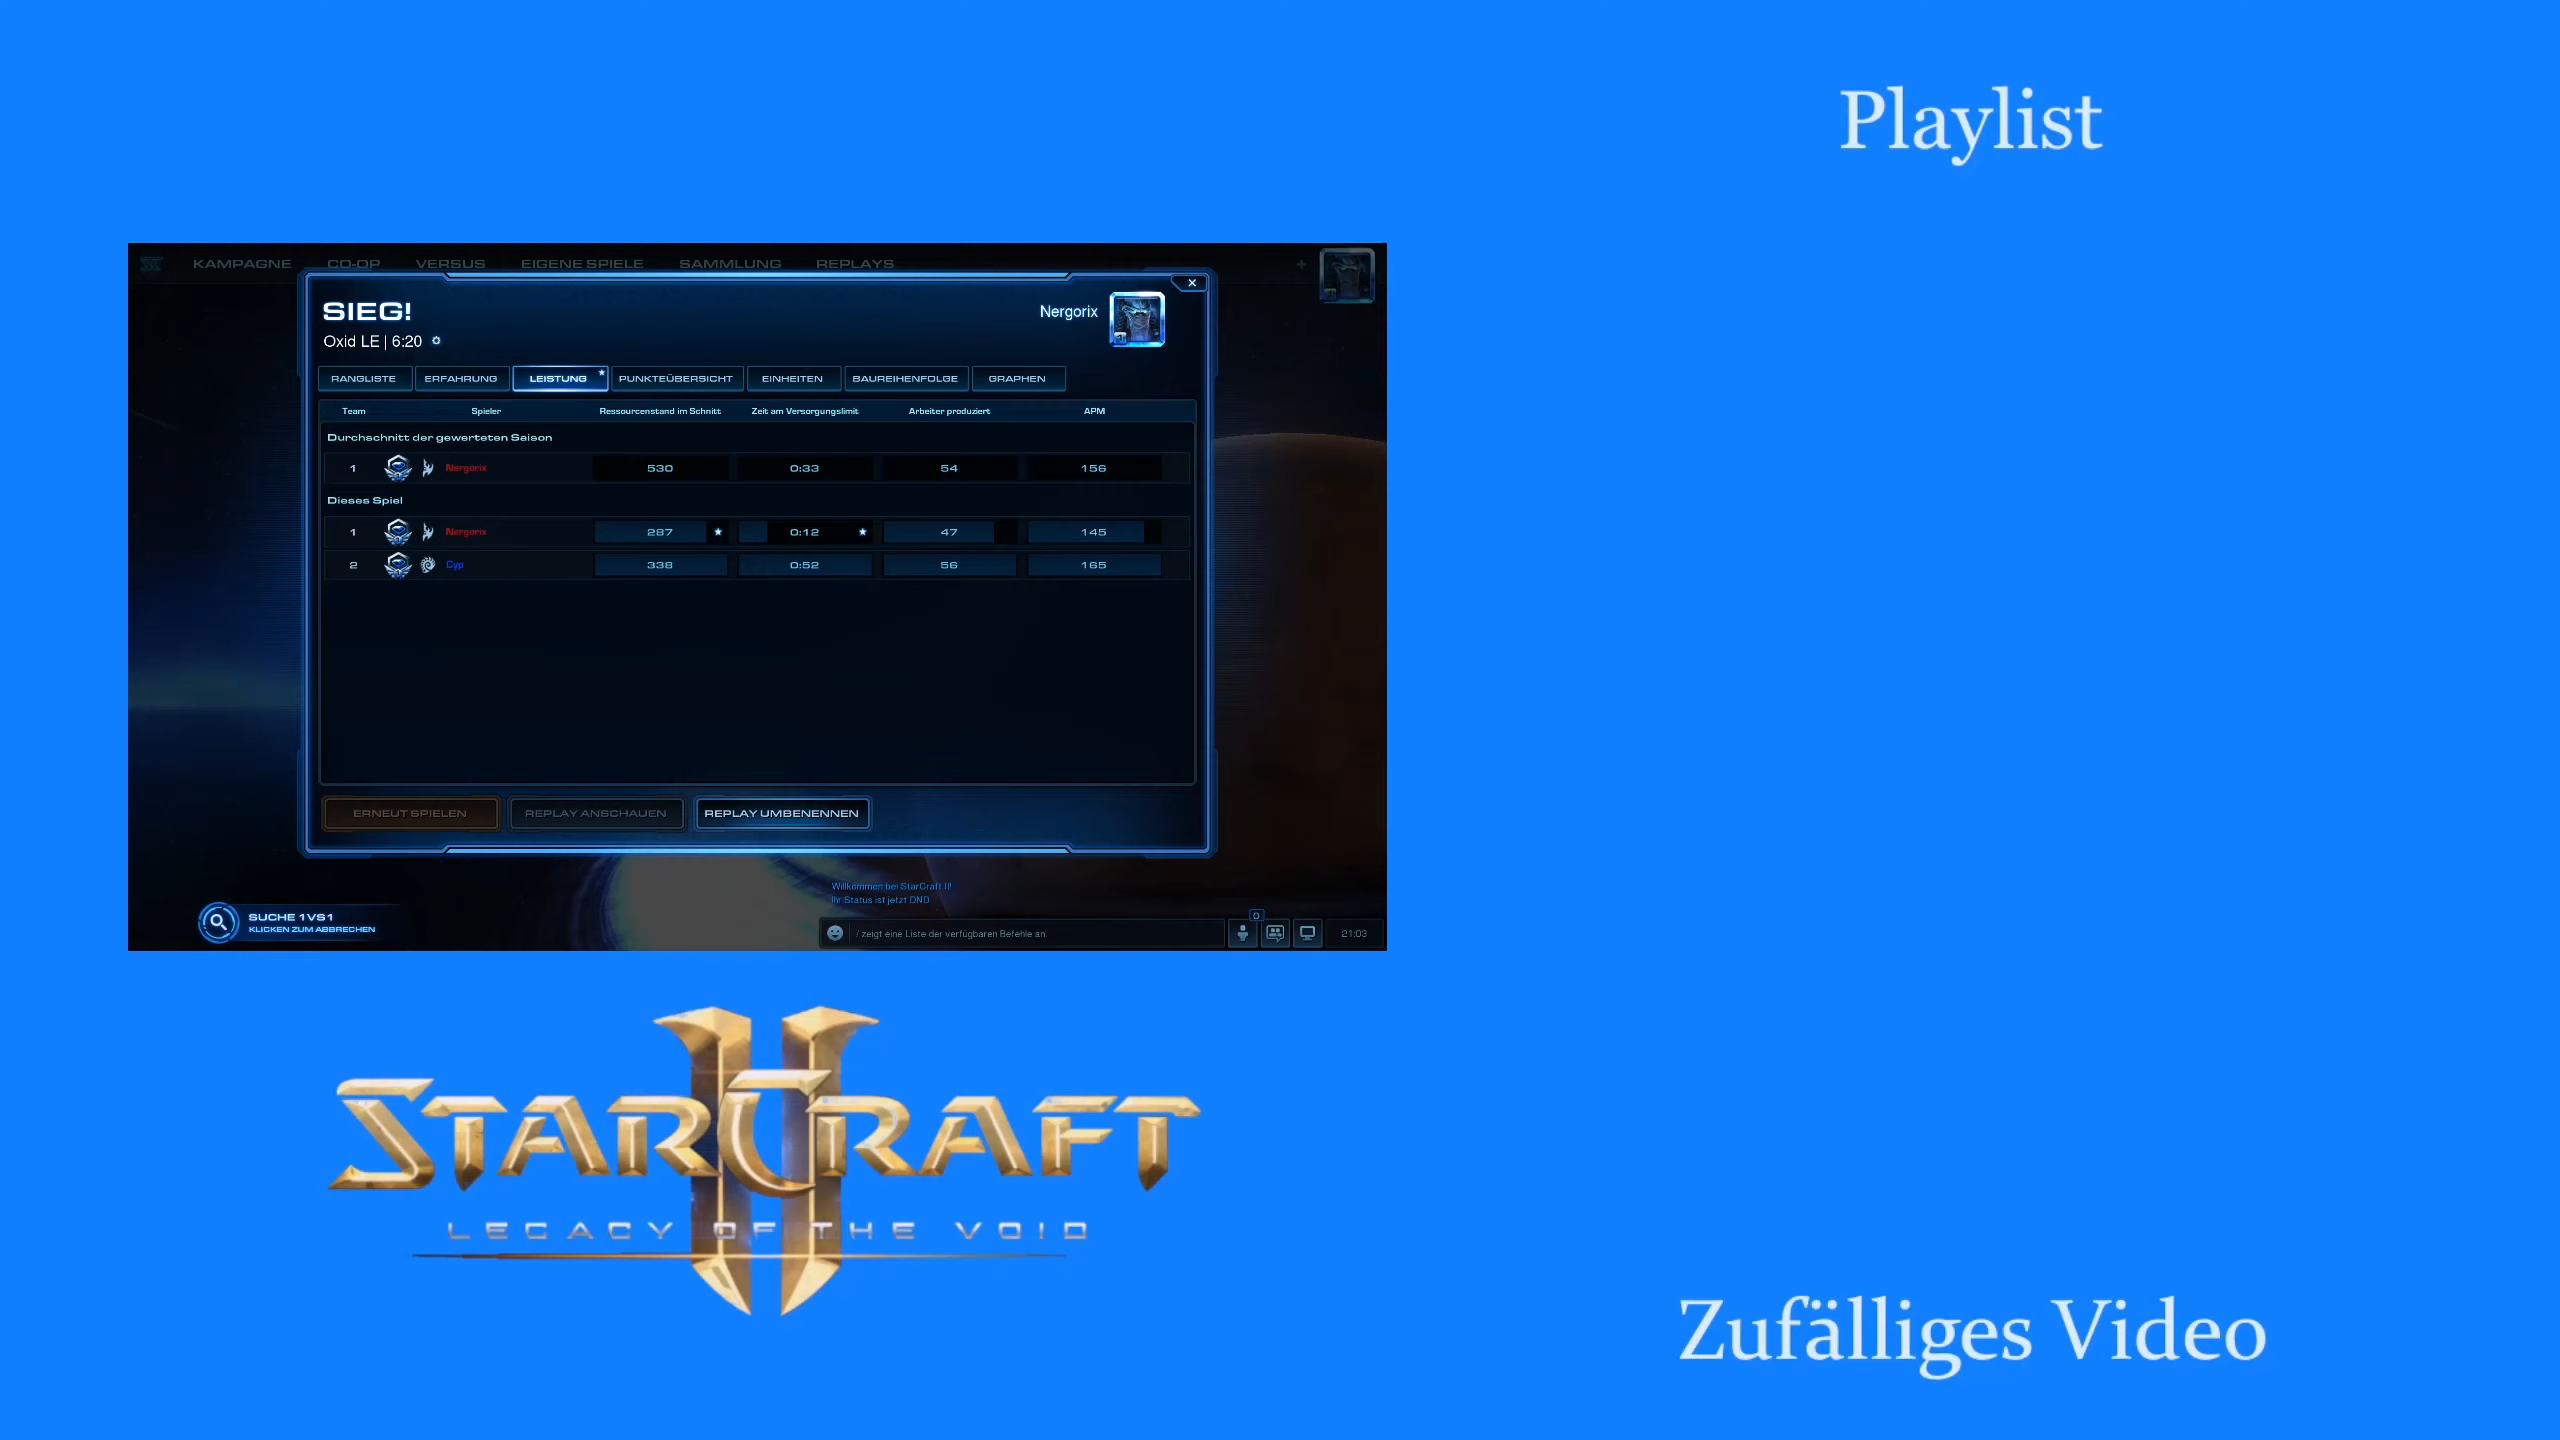 Playlist
KAMPAGNE CO-OP VERSUS EIGENE SPIELE SAMMLUNG REPLAYS
SIEG!
Nergorix
Oxid LE | 6:20
RANGLISTE ERFAHRUNG LEISTUNG PUNKTEÜBERSICHT EINHEITEN BAUREIHENFOLGE GRAPHEN
Team Spieler Ressourcenstand im Schnitt Zeit am Versorgungslimit Arbeiter produziert APM
Durchschnitt der gewerteten Saison
1 Nergorix 530 0:33 54 156
Dieses Spiel
1 Nergorix 287 0:12 47 145
2 Cyp 338 0:52 56 165
ERNEUT SPIELEN REPLAY ANSCHAUEN REPLAY UMBENENNEN
Willkommen bei StarCraft II!
Ihr Status ist jetzt DND.
SUCHE 1VS1
KLICKEN ZUM ABBRECHEN
0
/ zeigt eine Liste der verfügbaren Befehle an.
21:03
STARCRAFT II
LEGACY OF THE VOID
Zufälliges Video